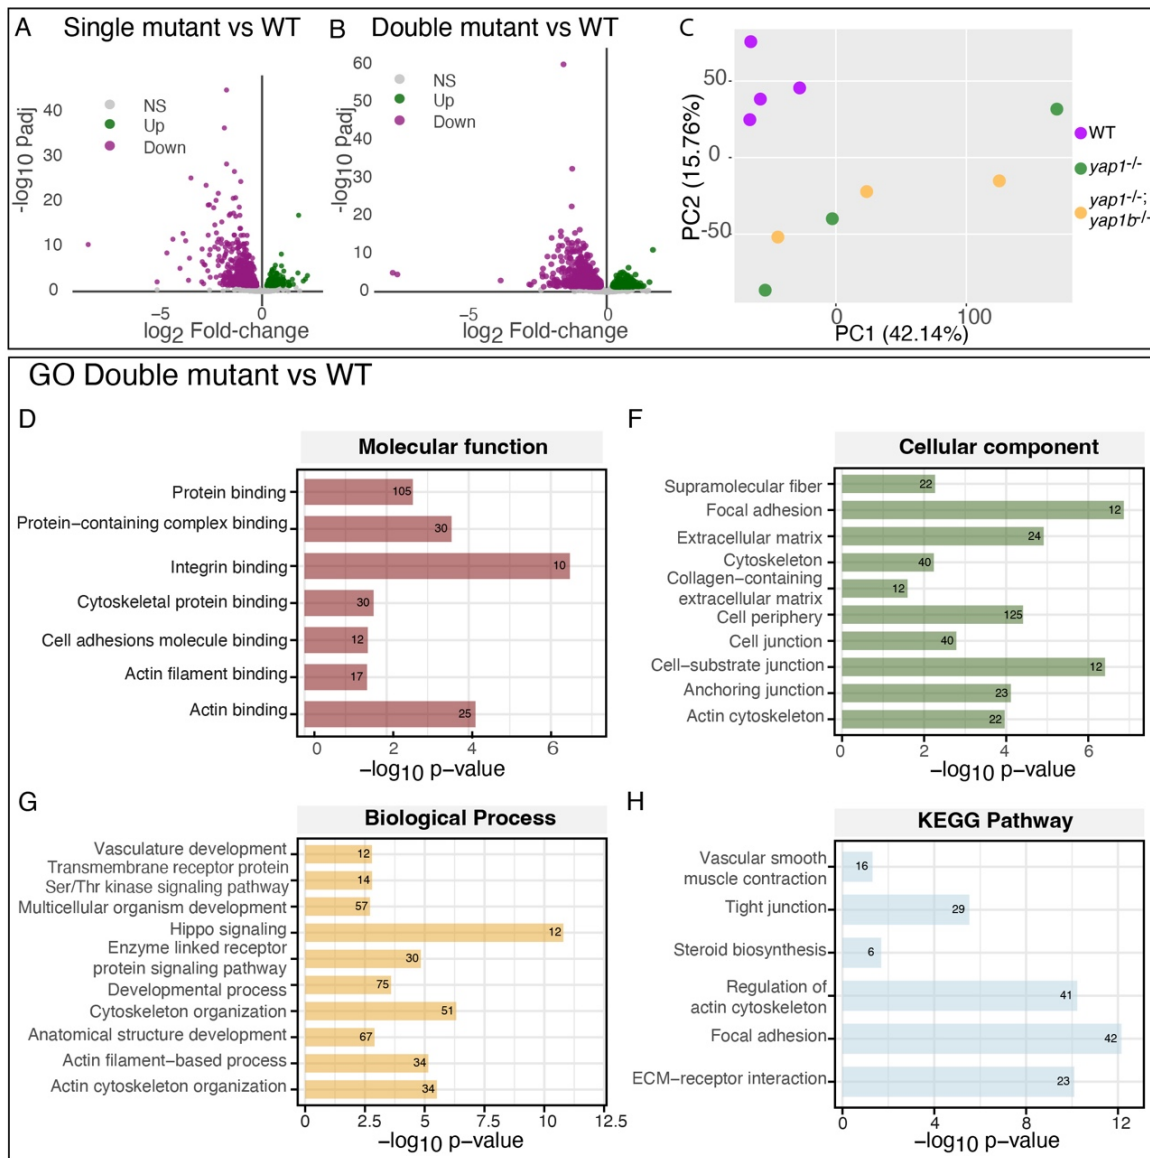 A Single mutant vs WT
B Double mutant vs WT
C
-log10 padj
40
30
20
10
0
NS
Up
Down
−5
0
log2 Fold-change
-log10 padj
60
50
40
30
20
10
0
NS
Up
Down
−5
0
log2 Fold-change
PC2 (15.76%)
50
0
-50
0
100
PC1 (42.14%)
WT
yap1-/-
yap1-/-;
yap1b-/-
GO Double mutant vs WT
D
Molecular function
Protein binding 105
Protein−containing complex binding 30
Integrin binding 10
Cytoskeletal protein binding 30
Cell adhesions molecule binding 12
Actin filament binding 17
Actin binding 25
0 2 4 6
−log10 p−value
F
Cellular component
Supramolecular fiber 22
Focal adhesion 12
Extracellular matrix 24
Cytoskeleton 40
Collagen−containing
extracellular matrix 12
Cell periphery 125
Cell junction 40
Cell−substrate junction 12
Anchoring junction 23
Actin cytoskeleton 22
0 2 4 6
−log10 p−value
G
Biological Process
Vasculature development 12
Transmembrane receptor protein
Ser/Thr kinase signaling pathway 14
Multicellular organism development 57
Hippo signaling 12
Enzyme linked receptor
protein signaling pathway 30
Developmental process 75
Cytoskeleton organization 51
Anatomical structure development 67
Actin filament−based process 34
Actin cytoskeleton organization 34
0 2.5 5 7.5 10 12.5
−log10 p−value
H
KEGG Pathway
Vascular smooth
muscle contraction 16
Tight junction 29
Steroid biosynthesis 6
Regulation of
actin cytoskeleton 41
Focal adhesion 42
ECM−receptor interaction 23
0 4 8 12
−log10 p−value